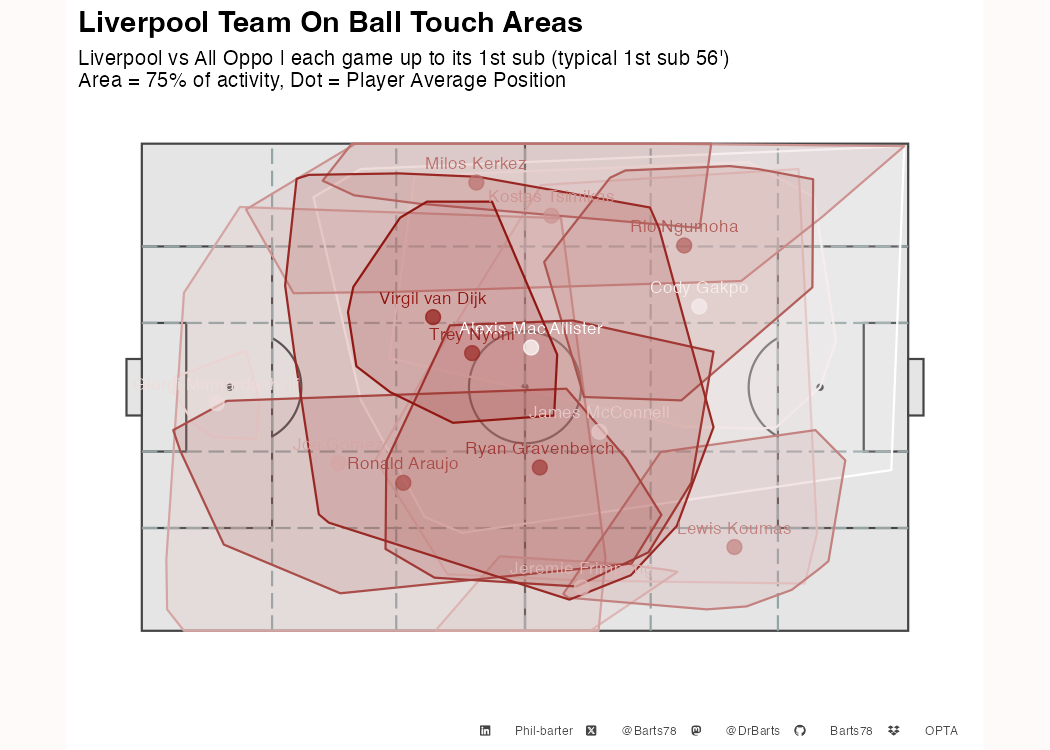 Liverpool Team On Ball Touch Areas
Liverpool vs All Oppo | each game up to its 1st sub (typical 1st sub 56')
Area = 75% of activity, Dot = Player Average Position
Milos Kerkez
Kostas Tsimikas
Rio Ngumoha
Cody Gakpo
Virgil van Dijk
Alexis Mac Allister
Trey Nyoni
James McConnell
Joe Gomez
Ryan Gravenberch
Ronald Araujo
Lewis Koumas
Jeremie Frimpong
Phil-barter
@Barts78
@DrBarts
Barts78
OPTA